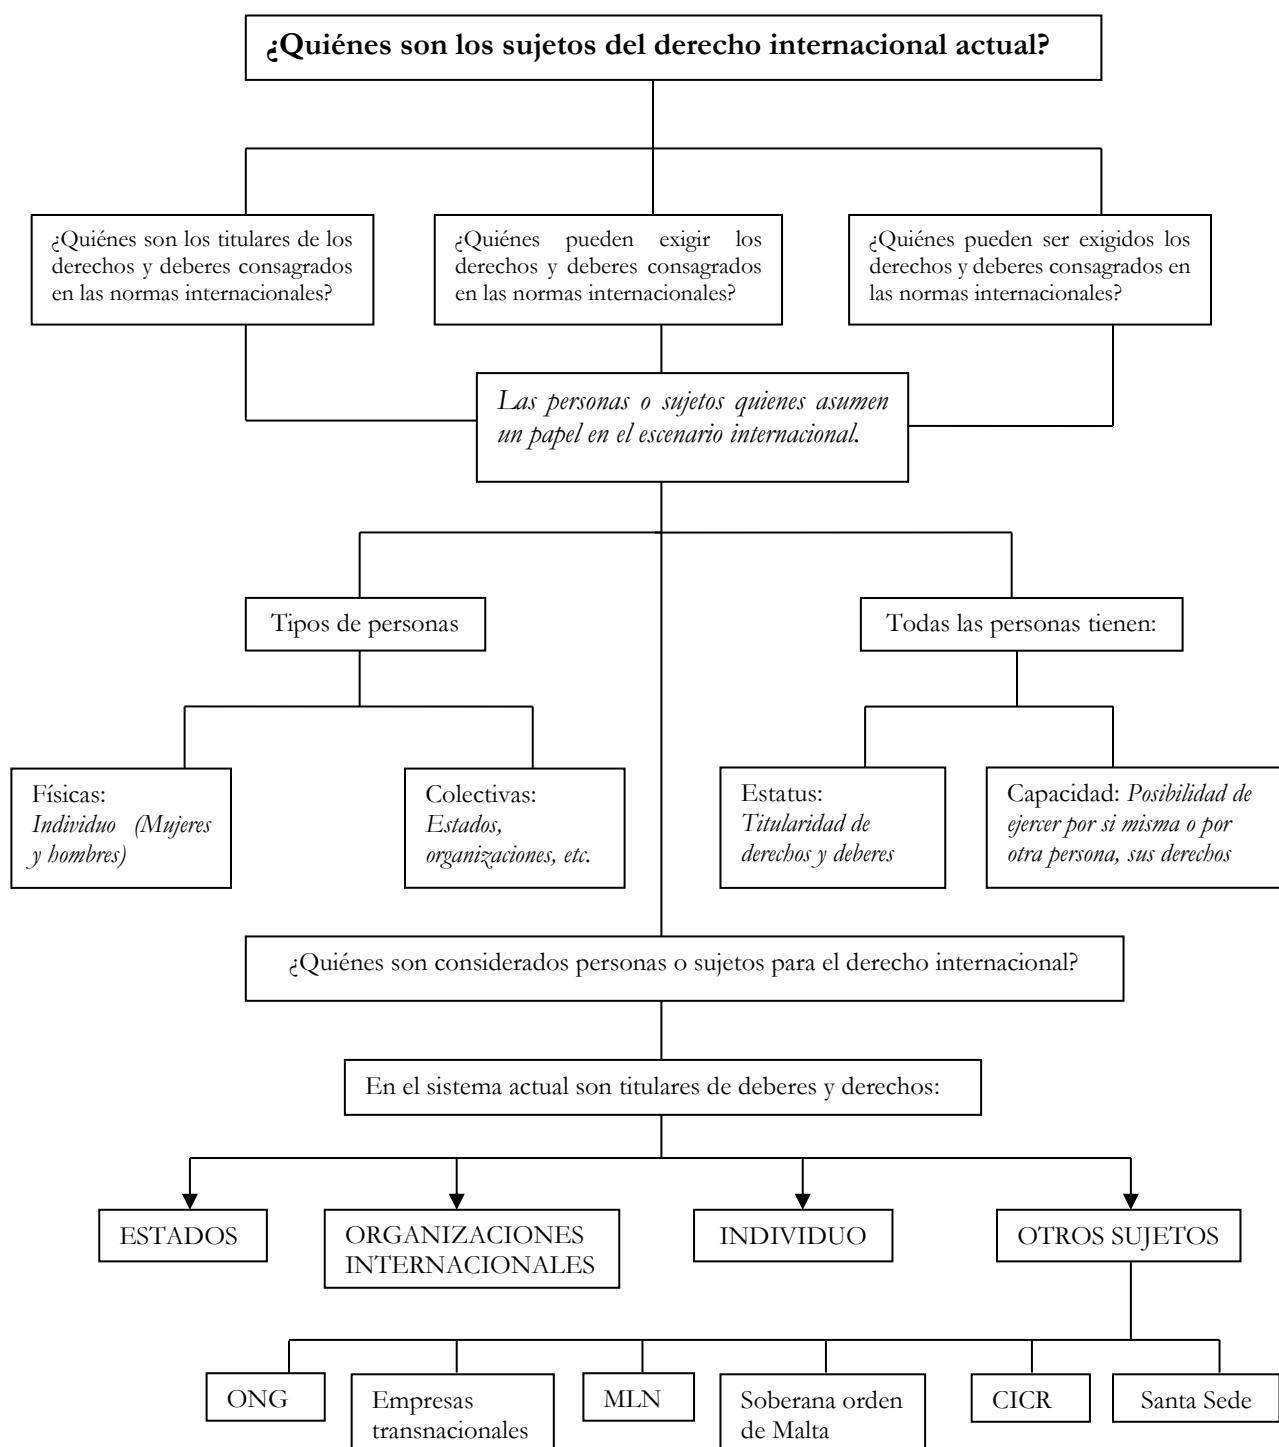 ¿Quiénes son los sujetos del derecho internacional actual?
¿Quiénes son los titulares de los
derechos y deberes consagrados
en las normas internacionales?
¿Quiénes pueden exigir los
derechos y deberes consagrados
en las normas internacionales?
¿Quiénes pueden ser exigidos los
derechos y deberes consagrados en
las normas internacionales?
Las personas o sujetos quienes asumen
un papel en el escenario internacional.
Tipos de personas
Todas las personas tienen:
Físicas:
Individuo (Mujeres
y hombres)
Colectivas:
Estados,
organizaciones, etc.
Estatus:
Titularidad de
derechos y deberes
Capacidad: Posibilidad de
ejercer por si misma o por
otra persona, sus derechos
¿Quiénes son considerados personas o sujetos para el derecho internacional?
En el sistema actual son titulares de deberes y derechos:
ESTADOS
ORGANIZACIONES
INTERNACIONALES
INDIVIDUO
OTROS SUJETOS
ONG
Empresas
transnacionales
MLN
Soberana orden
de Malta
CICR
Santa Sede